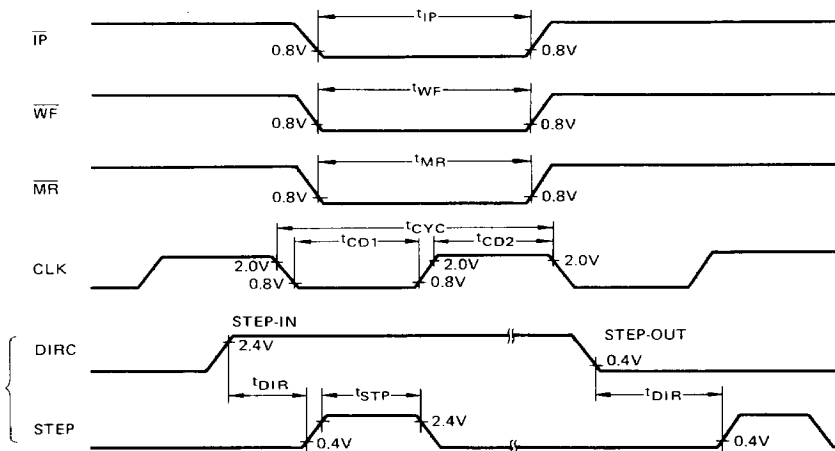 tIP
IP
0.8V 0.8V
tWF
WF
0.8V 0.8V
tMR
MR
0.8V 0.8V
tCYC
tCD1 tCD2
CLK
2.0V 2.0V 2.0V
0.8V 0.8V
STEP-IN STEP-OUT
DIRC
2.4V 0.4V
tDIR tSTP tDIR
2.4V
STEP
0.4V 0.4V